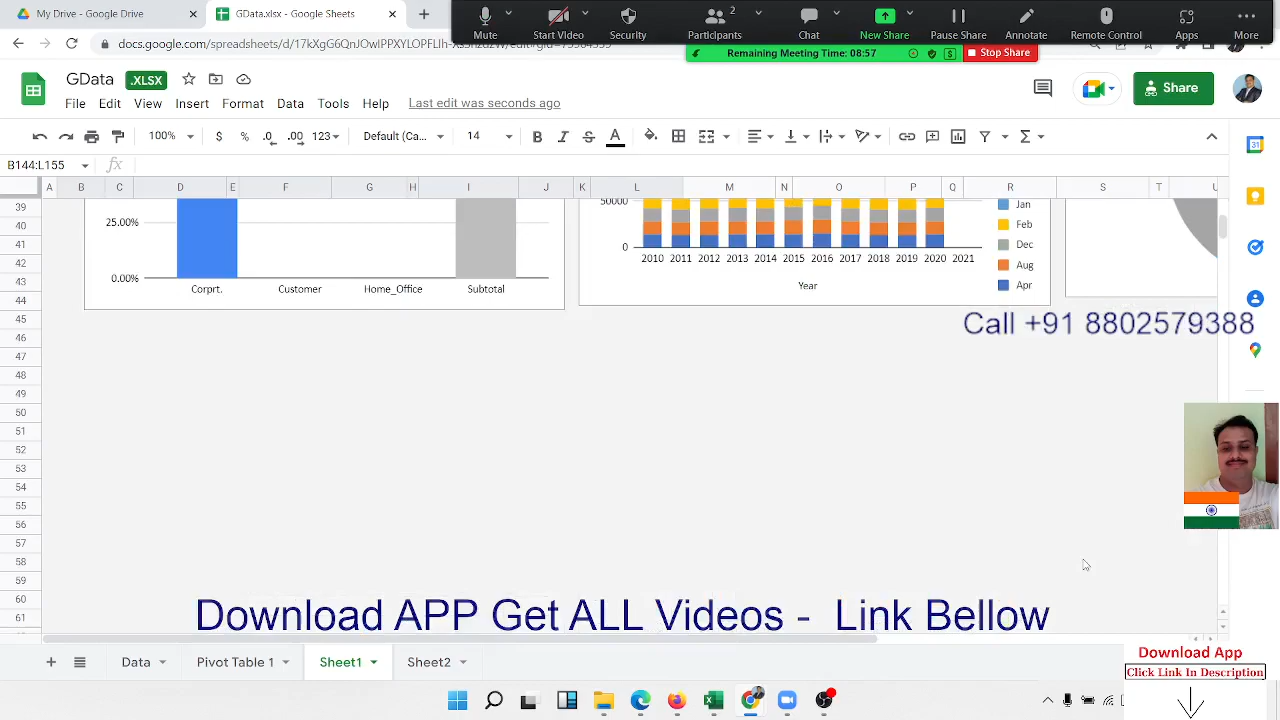 My Drive - Google Drive
GData.xlsx - Google Sheets
Mute
Start Video
Security
Participants
2
Chat
New Share
Pause Share
Annotate
Remote Control
Apps
More
Remaining Meeting Time: 08:57
Stop Share
GData
XLSX
Share
File
Edit
View
Insert
Format
Data
Tools
Help
Last edit was seconds ago
100%
$
%
.0
.00
123
Default (Ca...
14
B144:L155
fx
A B C D E F G H I J K L M N O P Q R S T U
39
40
41
42
43
44
45
46
47
48
49
50
51
52
53
54
55
56
57
58
59
60
61
25.00%
0.00%
Corprt.
Customer
Home_Office
Subtotal
50000
0
2010 2011 2012 2013 2014 2015 2016 2017 2018 2019 2020 2021
Year
Jan
Feb
Dec
Aug
Apr
Call +91 8802579388
Download APP Get ALL Videos - Link Bellow
Data
Pivot Table 1
Sheet1
Sheet2
Download App
Click Link In Description